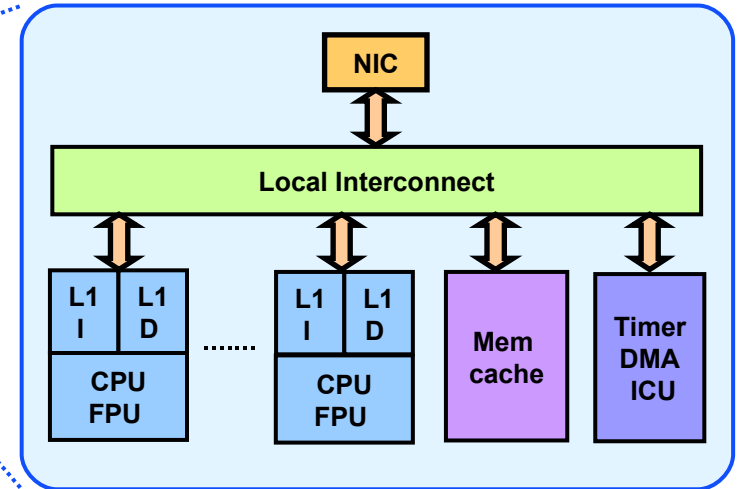 NIC
Local Interconnect
L1 L1
I D
CPU
FPU
........
L1 L1
I D
CPU
FPU
Mem
cache
Timer
DMA
ICU